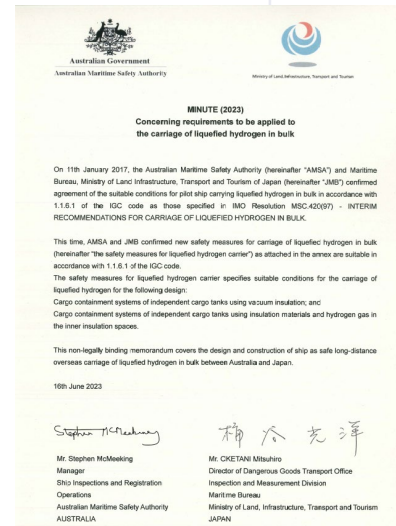 Australian Government
Australian Maritime Safety Authority
Ministry of Land, Infrastructure, Transport and Tourism
MINUTE (2023)
Concerning requirements to be applied to
the carriage of liquefied hydrogen in bulk
On 11th January 2017, the Australian Maritime Safety Authority (hereinafter "AMSA") and Maritime
Bureau, Ministry of Land Infrastructure, Transport and Tourism of Japan (hereinafter "JMB") confirmed
agreement of the suitable conditions for pilot ship carrying liquefied hydrogen in bulk in accordance with
1.1.6.1 of the IGC code as those specified in IMO Resolution MSC.420(97) - INTERIM
RECOMMENDATIONS FOR CARRIAGE OF LIQUEFIED HYDROGEN IN BULK.
This time, AMSA and JMB confirmed new safety measures for carriage of liquefied hydrogen in bulk
(hereinafter "the safety measures for liquefied hydrogen carrier") as attached in the annex are suitable in
accordance with 1.1.6.1 of the IGC code.
The safety measures for liquefied hydrogen carrier specifies suitable conditions for the carriage of
liquefied hydrogen for the following design:
Cargo containment systems of independent cargo tanks using vacuum insulation; and
Cargo containment systems of independent cargo tanks using insulation materials and hydrogen gas in
the inner insulation spaces.
This non-legally binding memorandum covers the design and construction of ship as safe long-distance
overseas carriage of liquefied hydrogen in bulk between Australia and Japan.
16th June 2023
Stephen McMeeking
Mr. Stephen McMeeking
Manager
Ship Inspections and Registration
Operations
Australian Maritime Safety Authority
AUSTRALIA
Mr. CKETANI Mitsuhiro
Director of Dangerous Goods Transport Office
Inspection and Measurement Division
Maritime Bureau
Ministry of Land, Infrastructure, Transport and Tourism
JAPAN